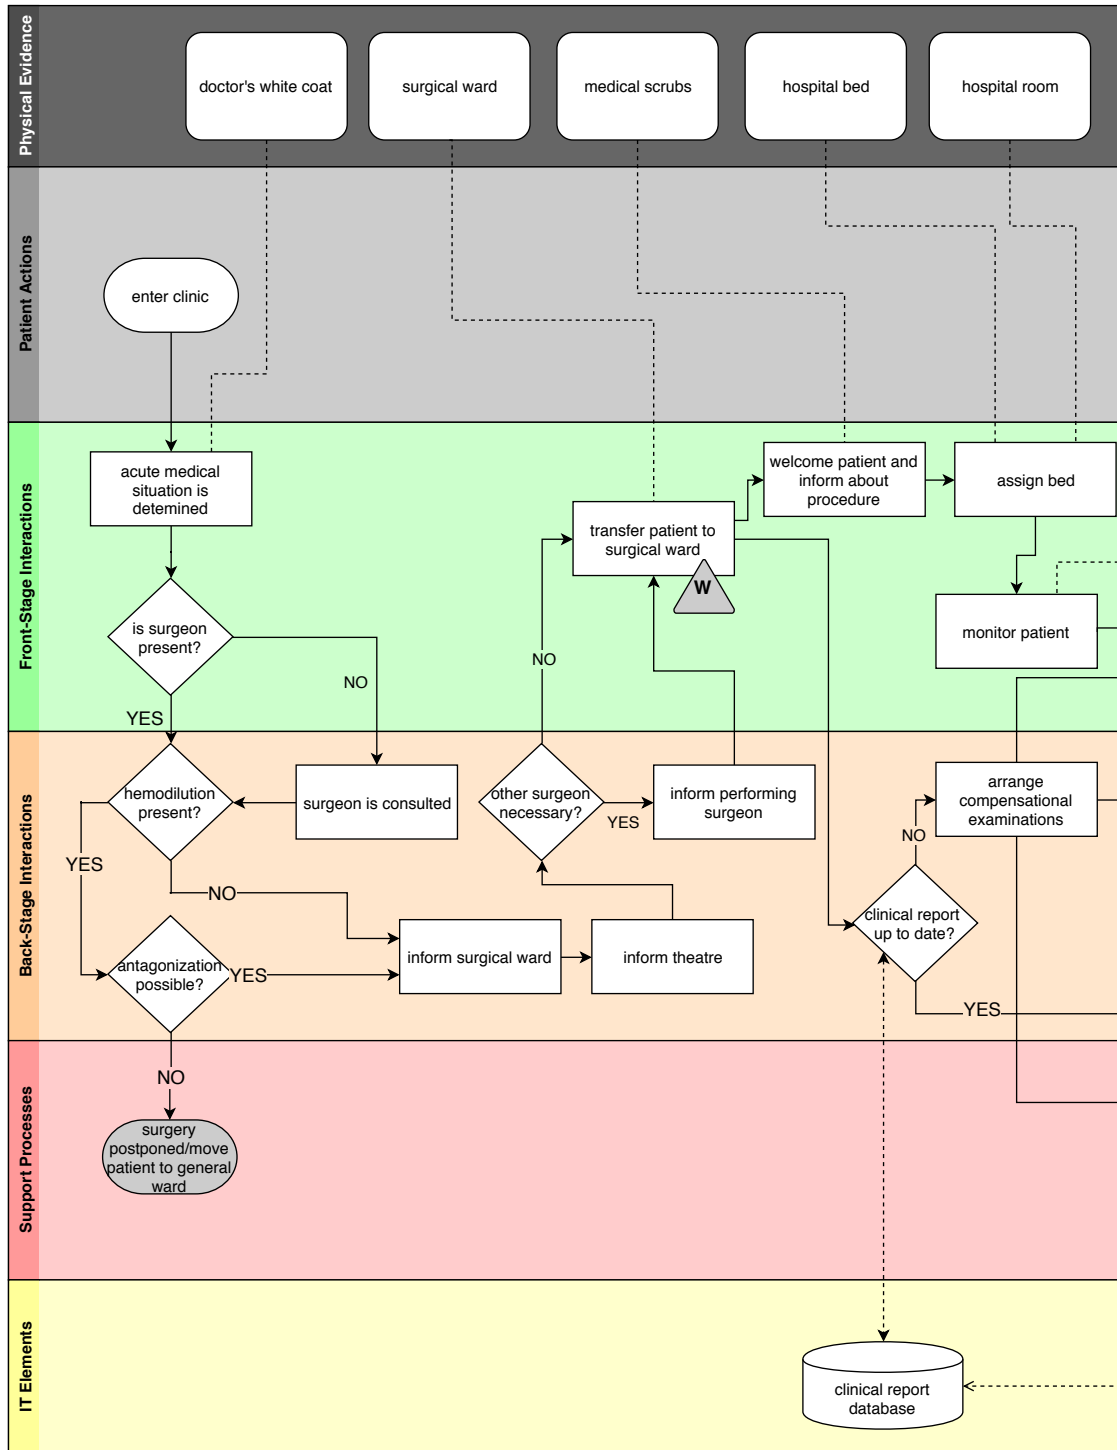 Physical Evidence
doctor's white coat
surgical ward
medical scrubs
hospital bed
hospital room
Patient Actions
enter clinic
Front-Stage Interactions
acute medical
situation is
detemined
is surgeon
present?
NO
YES
transfer patient to
surgical ward
W
welcome patient and
inform about
procedure
assign bed
monitor patient
NO
Back-Stage Interactions
hemodilution
present?
surgeon is consulted
other surgeon
necessary?
YES
inform performing
surgeon
arrange
compensational
examinations
NO
YES
NO
clinical report
up to date?
antagonization
possible?
YES
inform surgical ward
inform theatre
YES
Support Processes
NO
surgery
postponed/move
patient to general
ward
IT Elements
clinical report
database